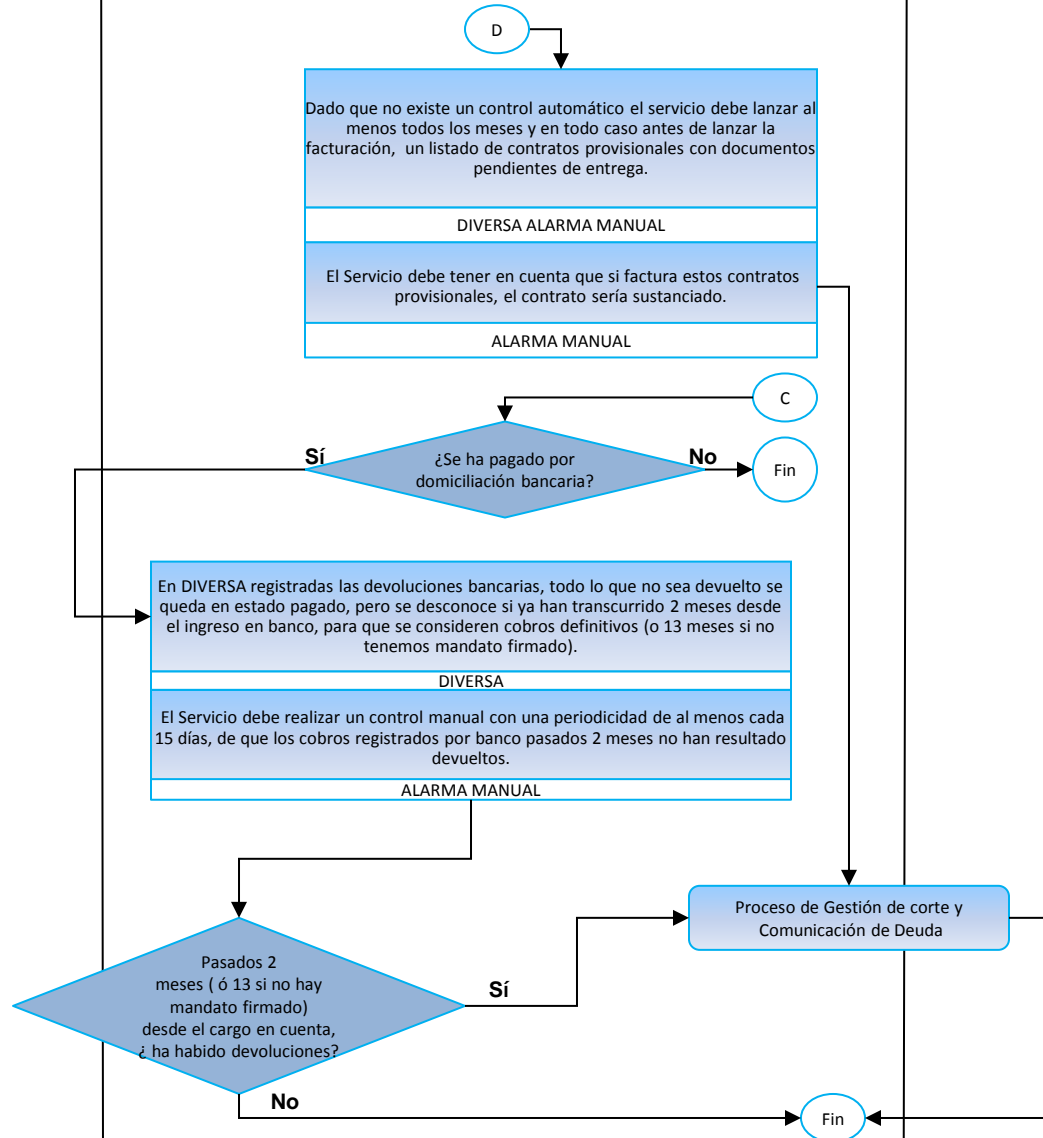 D
Dado que no existe un control automático el servicio debe lanzar al
menos todos los meses y en todo caso antes de lanzar la
facturación, un listado de contratos provisionales con documentos
pendientes de entrega.
DIVERSA ALARMA MANUAL
El Servicio debe tener en cuenta que si factura estos contratos
provisionales, el contrato sería sustanciado.
ALARMA MANUAL
C
Sí
¿Se ha pagado por
domiciliación bancaria?
No
Fin
En DIVERSA registradas las devoluciones bancarias, todo lo que no sea devuelto se
queda en estado pagado, pero se desconoce si ya han transcurrido 2 meses desde
el ingreso en banco, para que se consideren cobros definitivos (o 13 meses si no
tenemos mandato firmado).
DIVERSA
El Servicio debe realizar un control manual con una periodicidad de al menos cada
15 días, de que los cobros registrados por banco pasados 2 meses no han resultado
devueltos.
ALARMA MANUAL
Proceso de Gestión de corte y
Comunicación de Deuda
Pasados 2
meses ( ó 13 si no hay
mandato firmado)
desde el cargo en cuenta,
¿ ha habido devoluciones?
Sí
No
Fin